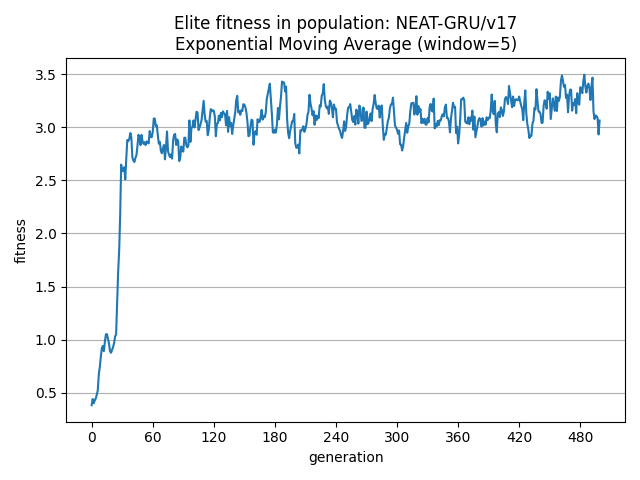 Elite fitness in population: NEAT-GRU/v17
Exponential Moving Average (window=5)
fitness
3.5
3.0
2.5
2.0
1.5
1.0
0.5
0 60 120 180 240 300 360 420 480
generation